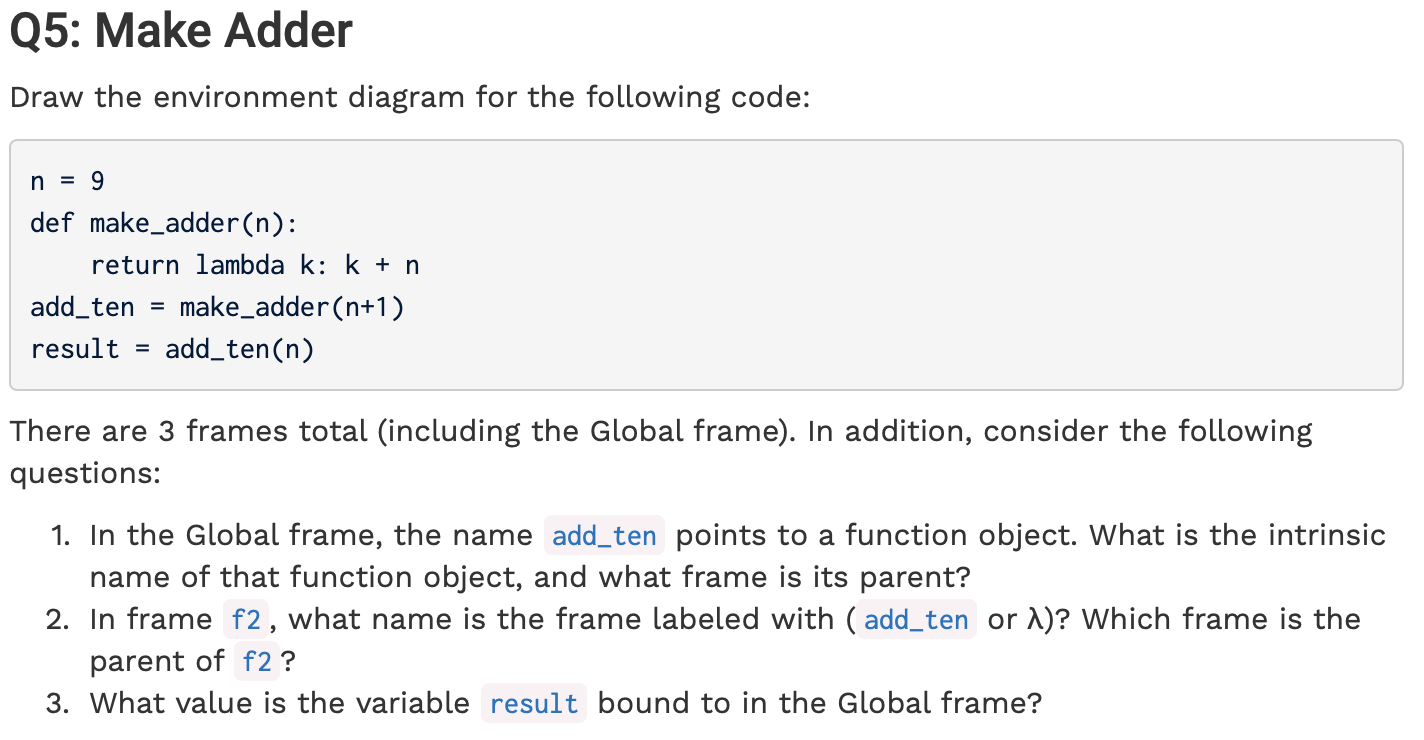 Q5: Make Adder
Draw the environment diagram for the following code:
n = 9
def make_adder(n):
    return lambda k: k + n
add_ten = make_adder(n+1)
result = add_ten(n)
There are 3 frames total (including the Global frame). In addition, consider the following
questions:
1. In the Global frame, the name add_ten points to a function object. What is the intrinsic
name of that function object, and what frame is its parent?
2. In frame f2, what name is the frame labeled with (add_ten or λ)? Which frame is the
parent of f2?
3. What value is the variable result bound to in the Global frame?